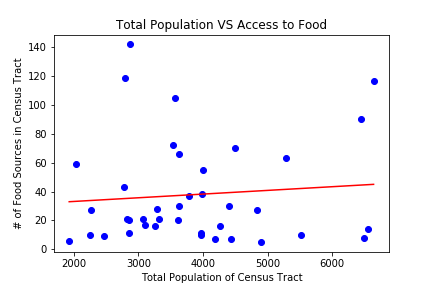 Total Population VS Access to Food
# of Food Sources in Census Tract
140
120
100
80
60
40
20
0
2000 3000 4000 5000 6000
Total Population of Census Tract